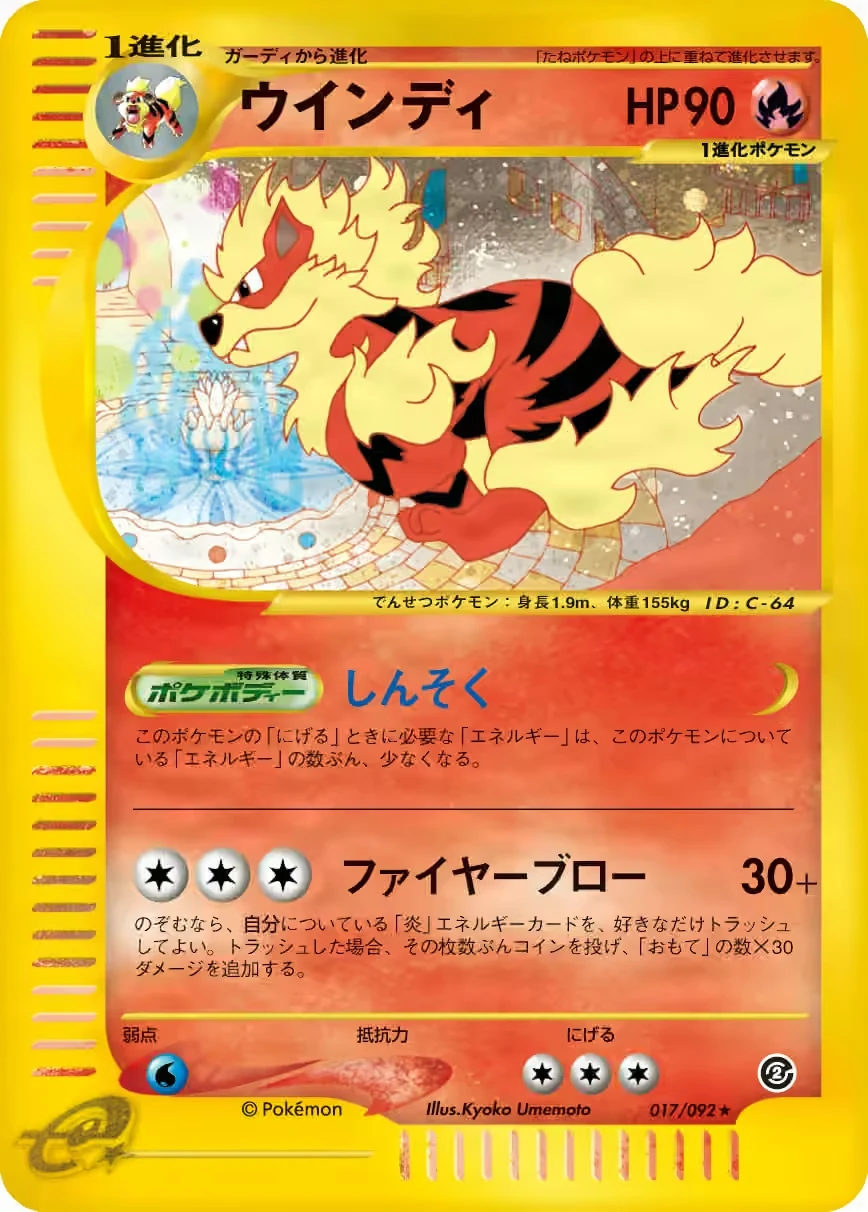 1進化
ガーディから進化
「たねポケモン」の上に重ねて進化させます。
ウインディ HP90
1進化ポケモン
でんせつポケモン：身長1.9m、体重155kg ID:C-64
特殊体質
ポケボディー しんそく
このポケモンの「にげる」ときに必要な「エネルギー」は、このポケモンについて
いる「エネルギー」の数ぶん、少なくなる。
ファイヤーブロー 30+
のぞむなら、自分についている「炎」エネルギーカードを、好きなだけトラッシュ
してよい。トラッシュした場合、その枚数ぶんコインを投げ、「おもて」の数×30
ダメージを追加する。
弱点 抵抗力 にげる
2
© Pokémon Illus.Kyoko Umemoto 017/092★
e